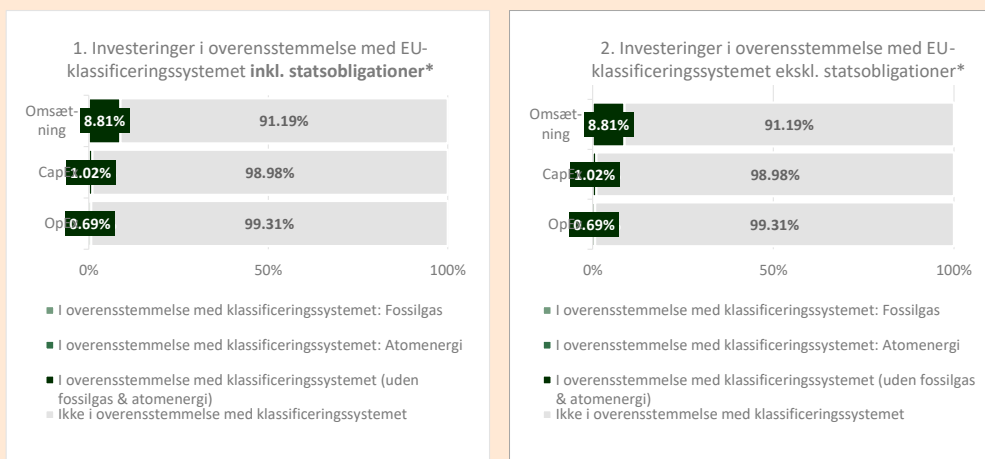 1. Investeringer i overensstemmelse med EU-
klassificeringssystemet inkl. statsobligationer*
Omsæt-
ning
8.81%
91.19%
CapEx
1.02%
98.98%
OpEx
0.69%
99.31%
0%
50%
100%
I overensstemmelse med klassificeringssystemet: Fossilgas
I overensstemmelse med klassificeringssystemet: Atomenergi
I overensstemmelse med klassificeringssystemet (uden
fossilgas & atomenergi)
Ikke i overensstemmelse med klassificeringssystemet
2. Investeringer i overensstemmelse med EU-
klassificeringssystemet ekskl. statsobligationer*
Omsæt-
ning
8.81%
91.19%
CapEx
1.02%
98.98%
OpEx
0.69%
99.31%
0%
50%
100%
I overensstemmelse med klassificeringssystemet: Fossilgas
I overensstemmelse med klassificeringssystemet: Atomenergi
I overensstemmelse med klassificeringssystemet (uden fossilgas
& atomenergi)
Ikke i overensstemmelse med klassificeringssystemet